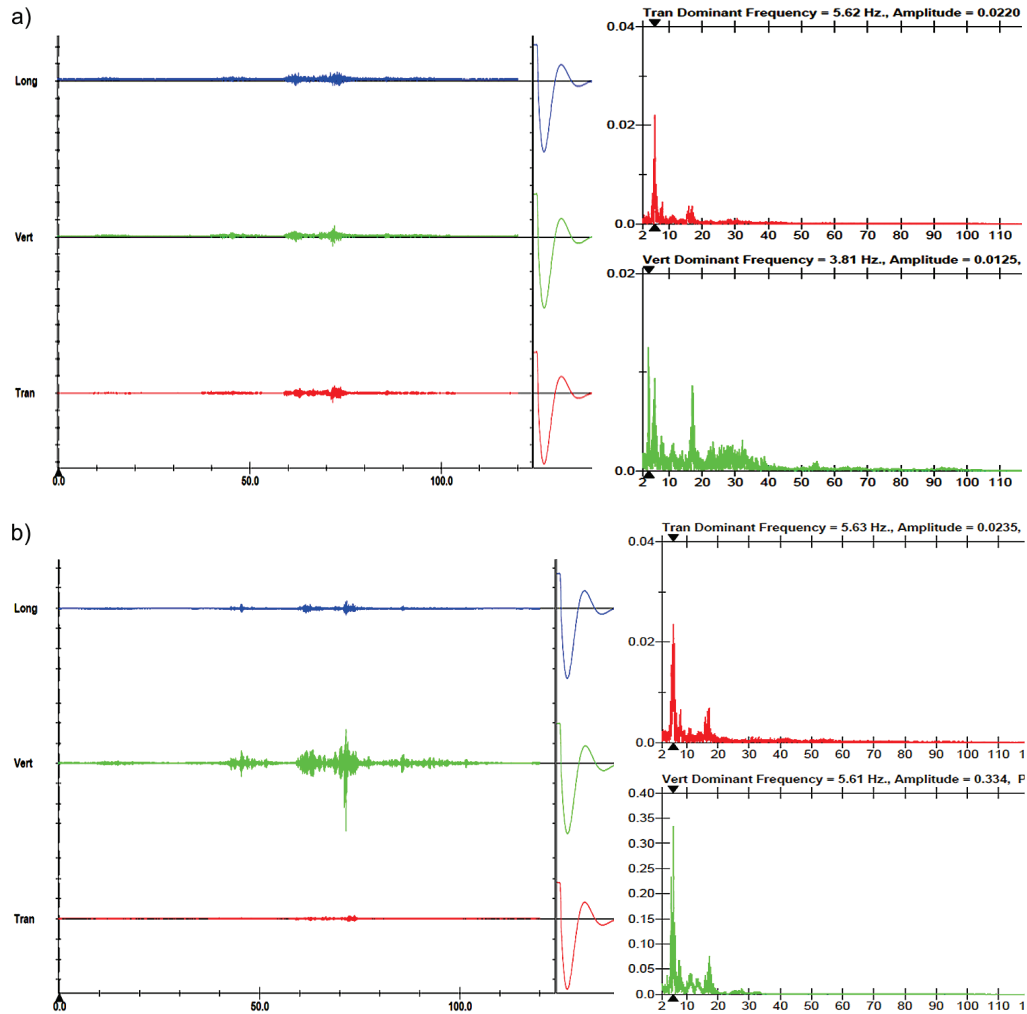 a)
Long
Vert
Tran
0.0 50.0 100.0
Tran Dominant Frequency = 5.62 Hz., Amplitude = 0.0220
0.04
0.02
0.0
2 10 20 30 40 50 60 70 80 90 100 110
Vert Dominant Frequency = 3.81 Hz., Amplitude = 0.0125,
0.02
0.0
2 10 20 30 40 50 60 70 80 90 100 110
b)
Long
Vert
Tran
0.0 50.0 100.0
Tran Dominant Frequency = 5.63 Hz., Amplitude = 0.0235,
0.04
0.02
0.0
2 10 20 30 40 50 60 70 80 90 100 110
Vert Dominant Frequency = 5.61 Hz., Amplitude = 0.334, P
0.40
0.35
0.30
0.25
0.20
0.15
0.10
0.05
0.0
2 10 20 30 40 50 60 70 80 90 100 110